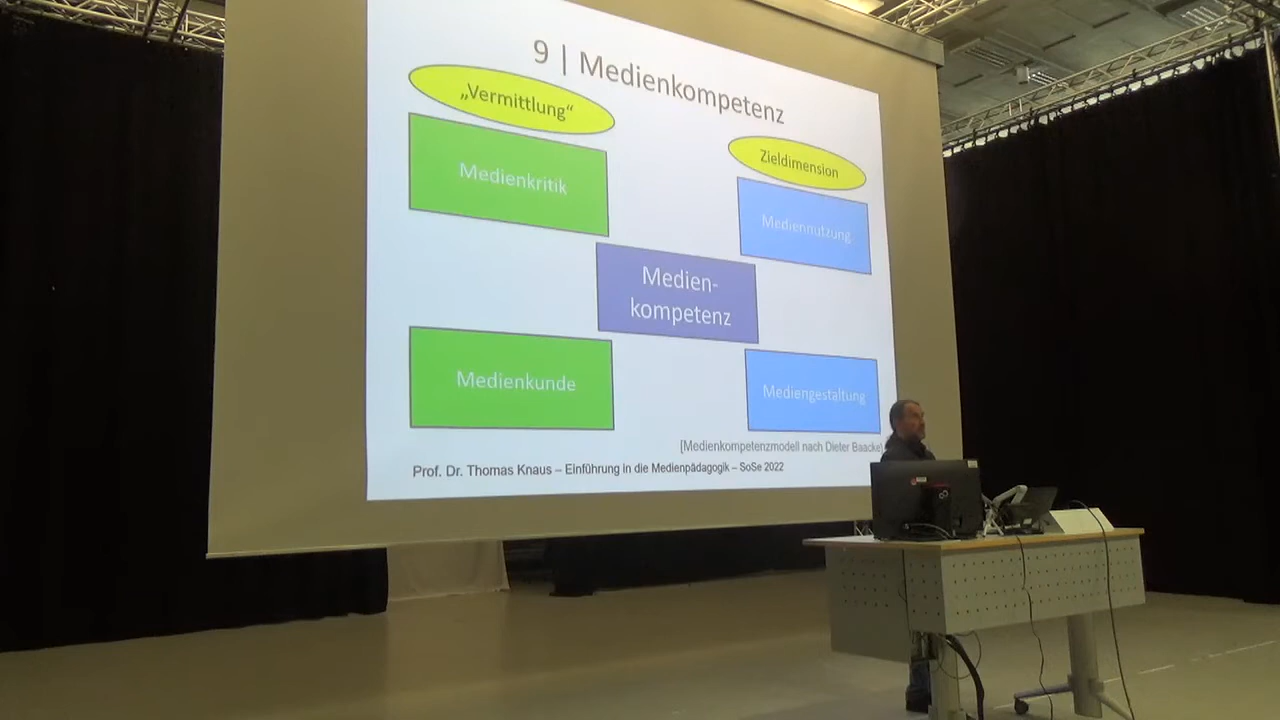 9 | Medienkompetenz
„Vermittlung“
Zieldimension
Medienkritik
Mediennutzung
Medien-
kompetenz
Medienkunde
Mediengestaltung
[Medienkompetenzmodell nach Dieter Baacke]
Prof. Dr. Thomas Knaus – Einführung in die Medienpädagogik – SoSe 2022